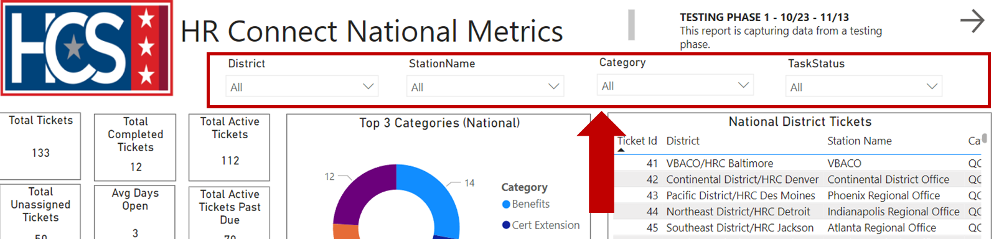 HCS
HR Connect National Metrics
TESTING PHASE 1 - 10/23 - 11/13
This report is capturing data from a testing
phase.
District
StationName
Category
TaskStatus
All
All
All
All
Total Tickets
133
Total
Completed
Tickets
12
Total Active
Tickets
112
Total
Unassigned
Tickets
Avg Days
Open
3
Total Active
Tickets Past
Due
Top 3 Categories (National)
12
14
Category
Benefits
Cert Extension
National District Tickets
Ticket Id District Station Name Ca
41 VBACO/HRC Baltimore VBACO QC
42 Continental District/HRC Denver Continental District Office QC
43 Pacific District/HRC Des Moines Phoenix Regional Office QC
44 Northeast District/HRC Detroit Indianapolis Regional Office QC
45 Southeast District/HRC Jackson Atlanta Regional Office QC